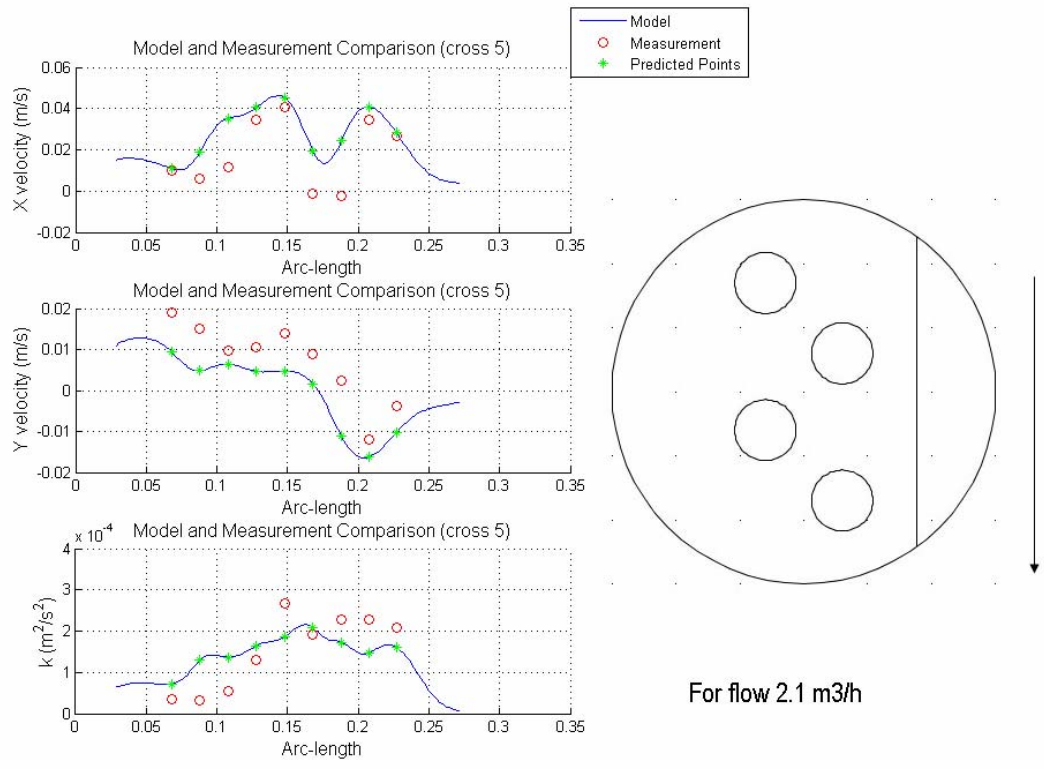 Model
Measurement
Predicted Points
Model and Measurement Comparison (cross 5)
X velocity (m/s)
0.06
0.04
0.02
0
-0.02
0 0.05 0.1 0.15 0.2 0.25 0.3 0.35
Arc-length
Model and Measurement Comparison (cross 5)
Y velocity (m/s)
0.02
0.01
0
-0.01
-0.02
0 0.05 0.1 0.15 0.2 0.25 0.3 0.35
Arc-length
Model and Measurement Comparison (cross 5)
x 10⁻⁴
k (m²/s²)
4
3
2
1
0
0 0.05 0.1 0.15 0.2 0.25 0.3 0.35
Arc-length
For flow 2.1 m3/h